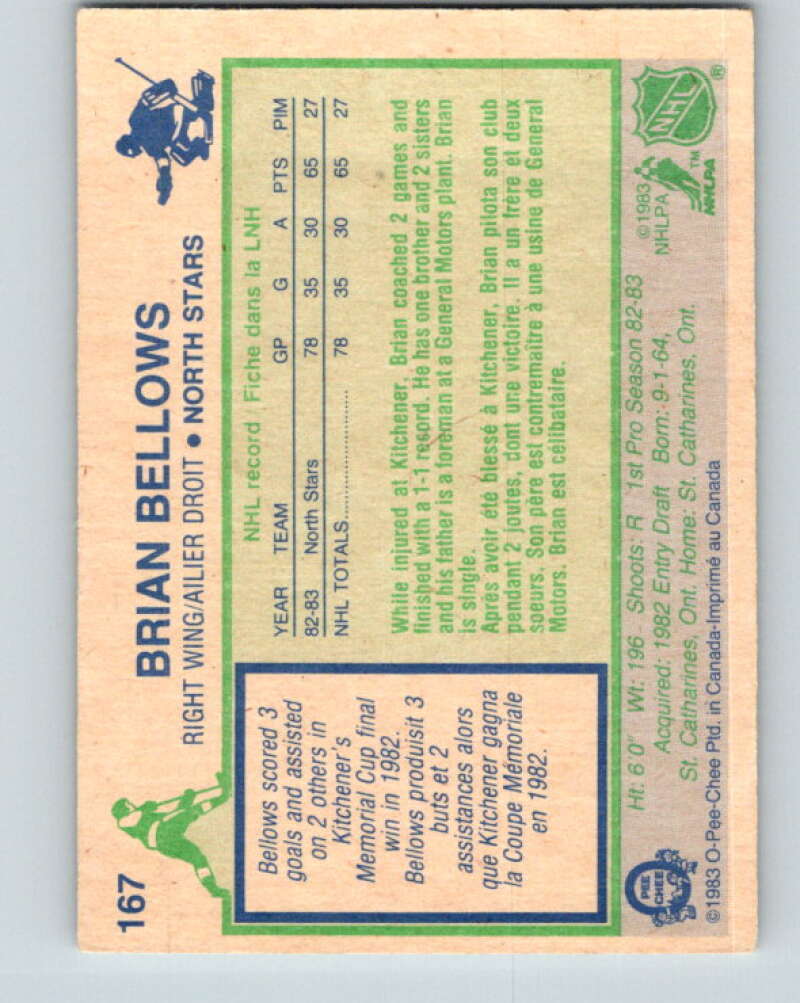 167
BRIAN BELLOWS
RIGHT WING/AILIER DROIT • NORTH STARS
Bellows scored 3
goals and assisted
on 2 others in
Kitchener's
Memorial Cup final
win in 1982.
Bellows produisit 3
buts et 2
assistances alors
que Kitchener gagna
la Coupe Mémoriale
en 1982.
NHL record / Fiche dans la LNH
YEAR TEAM GP G A PTS PIM
82-83 North Stars 78 35 30 65 27
NHL TOTALS 78 35 30 65 27
While injured at Kitchener, Brian coached 2 games and
finished with a 1-1 record. He has one brother and 2 sisters
and his father is a foreman at a General Motors plant. Brian
is single.
Après avoir été blessé à Kitchener, Brian pilota son club
pendant 2 joutes, dont une victoire. Il a un frère et deux
soeurs. Son père est contremaître à une usine de General
Motors. Brian est célibataire.
Ht: 6'0" Wt: 196 - Shoots: R 1st Pro Season 82-83
Acquired: 1982 Entry Draft Born: 9-1-64,
St. Catharines, Ont. Home: St. Catharines, Ont.
©1983 O-Pee-Chee Ptd. in Canada-Imprimé au Canada
O
PEE
CHEE
©1983
NHLPA
TM
NHLPA
NHL
®